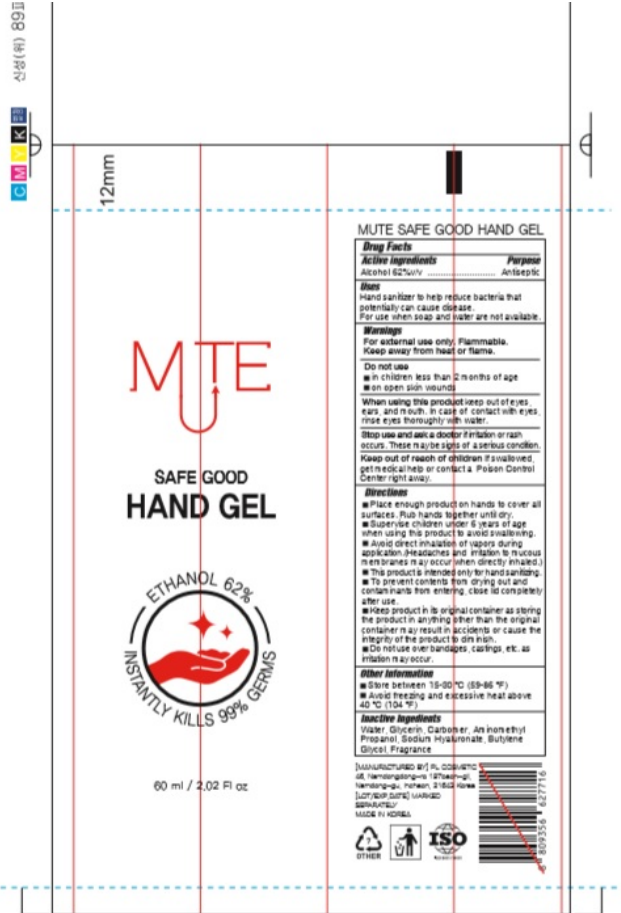 신성(위) 89
C M Y K
12mm
MUTE
SAFE GOOD
HAND GEL
ETHANOL 62%
INSTANTLY KILLS 99% GERMS
60 ml / 2.02 Fl oz
MUTE SAFE GOOD HAND GEL
Drug Facts
Active ingredients Purpose
Alcohol 62%v/v .......................... Antiseptic
Uses
Hand sanitizer to help reduce bacteria that
potentially can cause disease.
For use when soap and water are not available.
Warnings
For external use only. Flammable.
Keep away from heat or flame.
Do not use
■ in children less than 2 months of age
■ on open skin wounds
When using this product keep out of eyes,
ears, and mouth. In case of contact with eyes,
rinse eyes thoroughly with water.
Stop use and ask a doctor if irritation or rash
occurs. These may be signs of a serious condition.
Keep out of reach of children If swallowed,
get medical help or contact a Poison Control
Center right away.
Directions
■ Place enough product on hands to cover all
surfaces. Rub hands together until dry.
■ Supervise children under 6 years of age
when using this product to avoid swallowing.
■ Avoid direct inhalation of vapors during
application.(Headaches and irritation to mucous
membranes may occur when directly inhaled.)
■ This product is intended only for hand sanitizing.
■ To prevent contents from drying out and
contaminants from entering, close lid completely
after use.
■ Keep product in its original container as storing
the product in anything other than the original
container may result in accidents or cause the
integrity of the product to diminish.
■ Do not use over bandages, castings, etc. as
irritation may occur.
Other Information
■ Store between 15-30 °C (59-86 °F)
■ Avoid freezing and excessive heat above
40 °C (104 °F)
Inactive Ingedients
Water, Glycerin, Carbomer, Aminomethyl
Propanol, Sodium Hyaluronate, Butylene
Glycol, Fragrance
[MANUFACTURED BY] PL COSMETIC
Namdong-gu, Incheon, Korea
[LOT/EXP.DATE] MARKED
SEPARATELY
MADE IN KOREA
?
OTHER
ISO
8 809356 627716